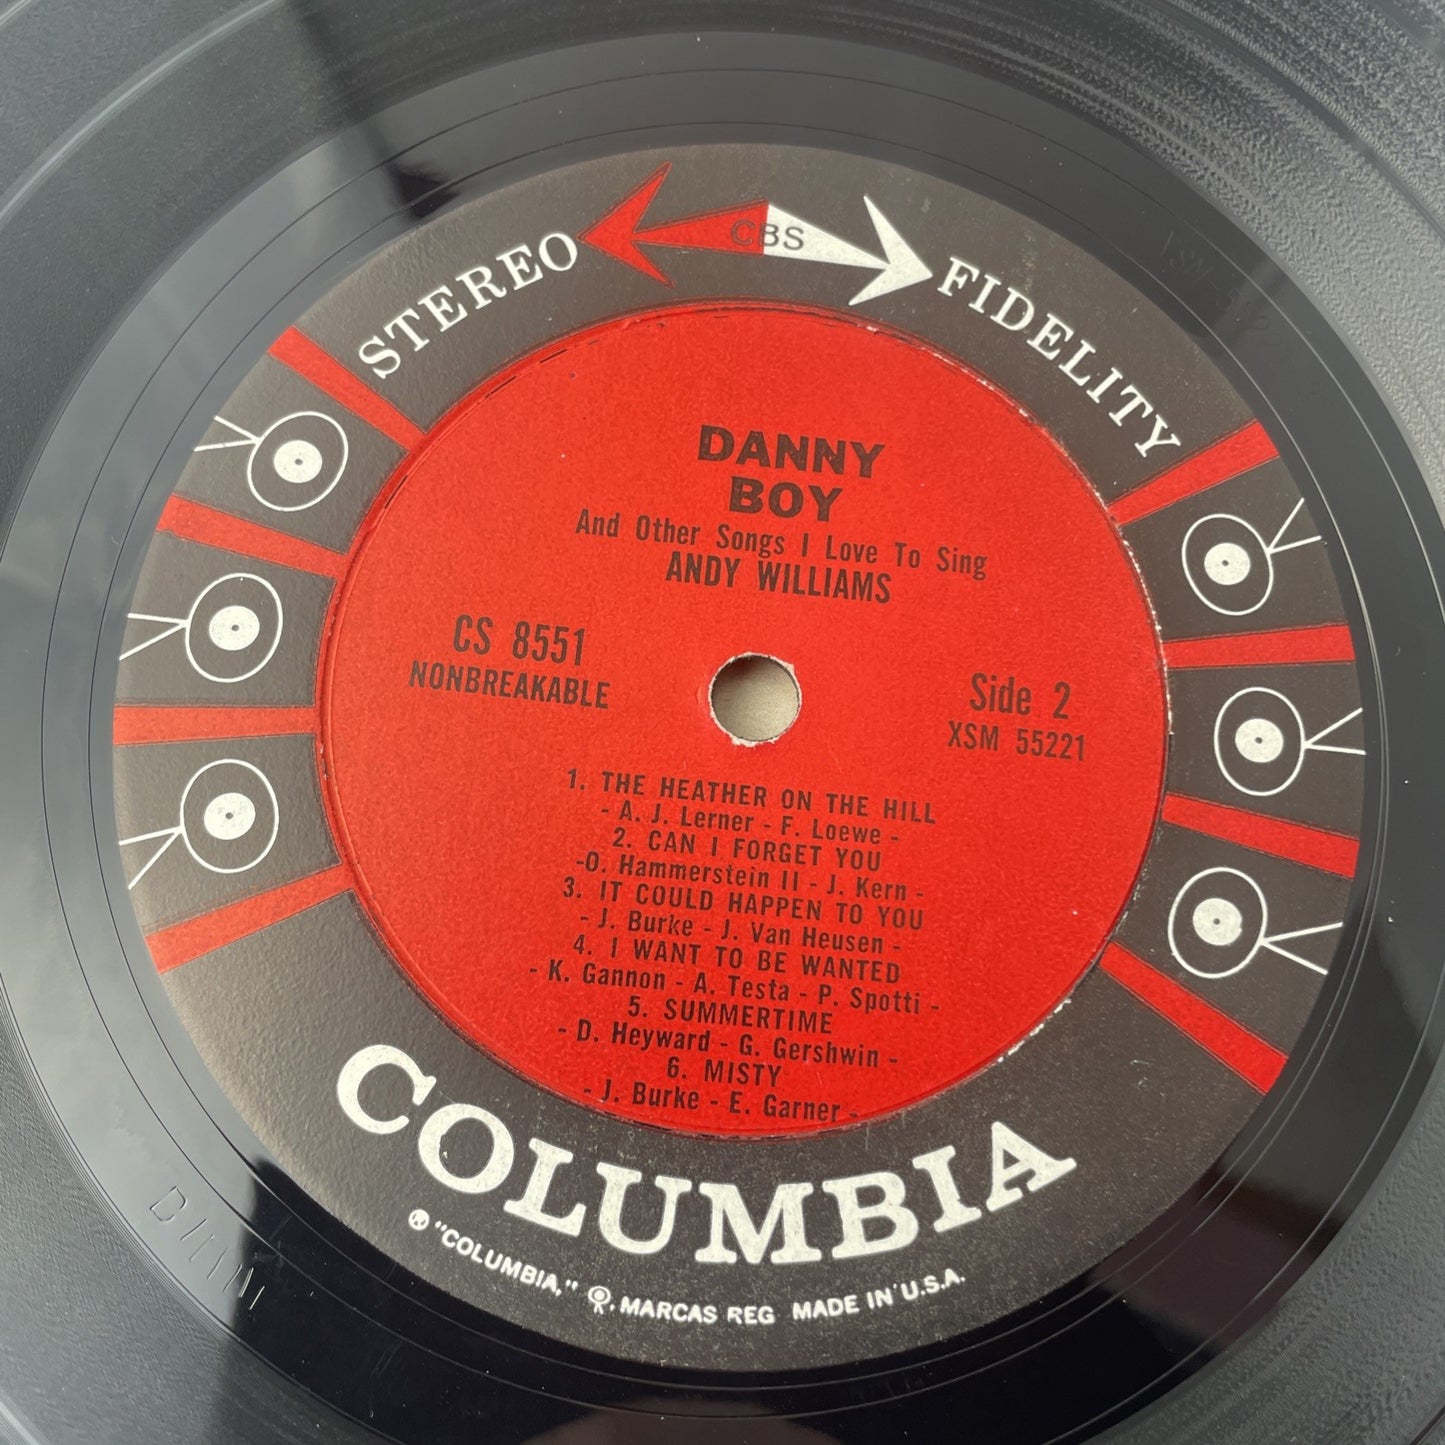 CBS
STEREO FIDELITY
DANNY
BOY
And Other Songs I Love To Sing
ANDY WILLIAMS
CS 8551
NONBREAKABLE
Side 2
XSM 55221
1. THE HEATHER ON THE HILL
- A. J. Lerner - F. Loewe -
2. CAN I FORGET YOU
-O. Hammerstein II - J. Kern -
3. IT COULD HAPPEN TO YOU
- J. Burke - J. Van Heusen -
4. I WANT TO BE WANTED
- K. Gannon - A. Testa - P. Spotti -
5. SUMMERTIME
- D. Heyward - G. Gershwin -
6. MISTY
- J. Burke - E. Garner -
COLUMBIA
® "COLUMBIA," Ⓡ, MARCAS REG MADE IN U.S.A.